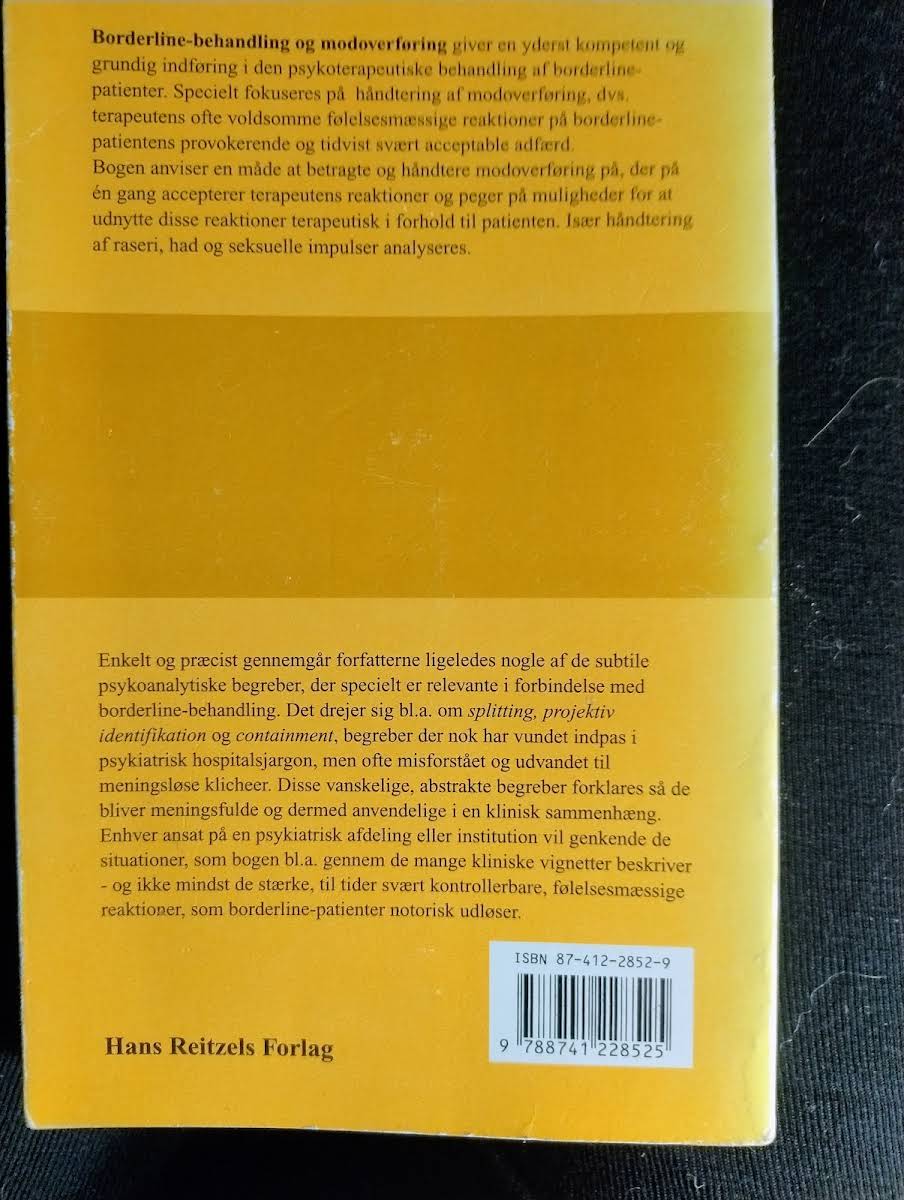 Borderline-behandling og modoverføring giver en yderst kompetent og
grundig indføring i den psykoterapeutiske behandling af borderline-
patienter. Specielt fokuseres på håndtering af modoverføring, dvs.
terapeutens ofte voldsomme følelsesmæssige reaktioner på borderline-
patientens provokerende og tidvist svært acceptable adfærd.
Bogen anviser en måde at betragte og håndtere modoverføring på, der på
én gang accepterer terapeutens reaktioner og peger på muligheder for at
udnytte disse reaktioner terapeutisk i forhold til patienten. Især håndtering
af raseri, had og seksuelle impulser analyseres.
Enkelt og præcist gennemgår forfatterne ligeledes nogle af de subtile
psykoanalytiske begreber, der specielt er relevante i forbindelse med
borderline-behandling. Det drejer sig bl.a. om splitting, projektiv
identifikation og containment, begreber der nok har vundet indpas i
psykiatrisk hospitalsjargon, men ofte misforstået og udvandet til
meningsløse klicheer. Disse vanskelige, abstrakte begreber forklares så de
bliver meningsfulde og dermed anvendelige i en klinisk sammenhæng.
Enhver ansat på en psykiatrisk afdeling eller institution vil genkende de
situationer, som bogen bl.a. gennem de mange kliniske vignetter beskriver
- og ikke mindst de stærke, til tider svært kontrollerbare, følelsesmæssige
reaktioner, som borderline-patienter notorisk udløser.
ISBN 87-412-2852-9
9 788741 228525
Hans Reitzels Forlag